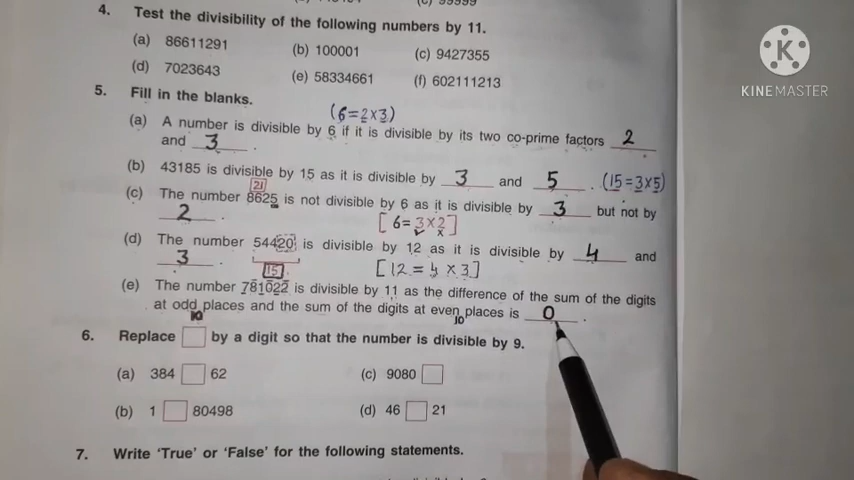 (c) 99999
4. Test the divisibility of the following numbers by 11.
(a) 86611291 (b) 100001 (c) 9427355
(d) 7023643 (e) 58334661 (f) 602111213
K
KINEMASTER
5. Fill in the blanks.
(6=2x3)
(a) A number is divisible by 6 if it is divisible by its two co-prime factors 2
and 3.
(b) 43185 is divisible by 15 as it is divisible by 3 and 5. (15=3x5)
21
(c) The number 8625 is not divisible by 6 as it is divisible by 3 but not by
2.
[6=3x2]
✓ x
(d) The number 54420 is divisible by 12 as it is divisible by 4 and
3.
15 [12=4x3]
(e) The number 781022 is divisible by 11 as the difference of the sum of the digits
at odd places and the sum of the digits at even places is 0.
10 10
6. Replace □ by a digit so that the number is divisible by 9.
(a) 384 □ 62 (c) 9080 □
(b) 1 □ 80498 (d) 46 □ 21
7. Write 'True' or 'False' for the following statements.